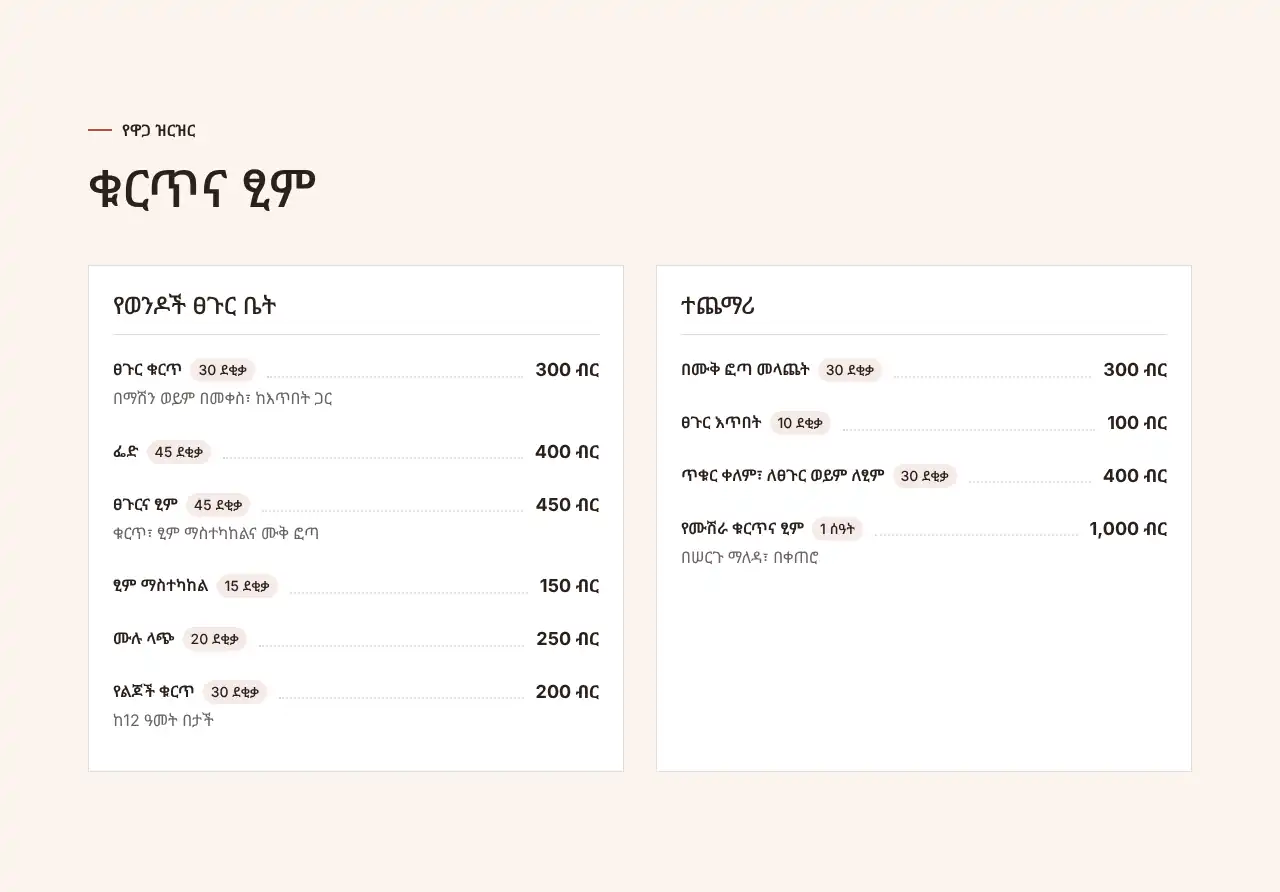 የዋጋ ዝርዝር
ቁርጥና ፂም
የወንዶች ፀጉር ቤት
ፀጉር ቁርጥ 30 ደቂቃ 300 ብር
በማሽን ወይም በመቀስ፣ ከእጥበት ጋር
ፌድ 45 ደቂቃ 400 ብር
ፀጉርና ፂም 45 ደቂቃ 450 ብር
ቁርጥ፣ ፂም ማስተካከልና ሙቅ ፎጣ
ፂም ማስተካከል 15 ደቂቃ 150 ብር
ሙሉ ላጭ 20 ደቂቃ 250 ብር
የልጆች ቁርጥ 30 ደቂቃ 200 ብር
ከ12 ዓመት በታች
ተጨማሪ
በሙቅ ፎጣ መላጨት 30 ደቂቃ 300 ብር
ፀጉር እጥበት 10 ደቂቃ 100 ብር
ጥቁር ቀለም፣ ለፀጉር ወይም ለፂም 30 ደቂቃ 400 ብር
የሙሽራ ቁርጥና ፂም 1 ሰዓት 1,000 ብር
በሠርጉ ማለዳ፣ በቀጠሮ